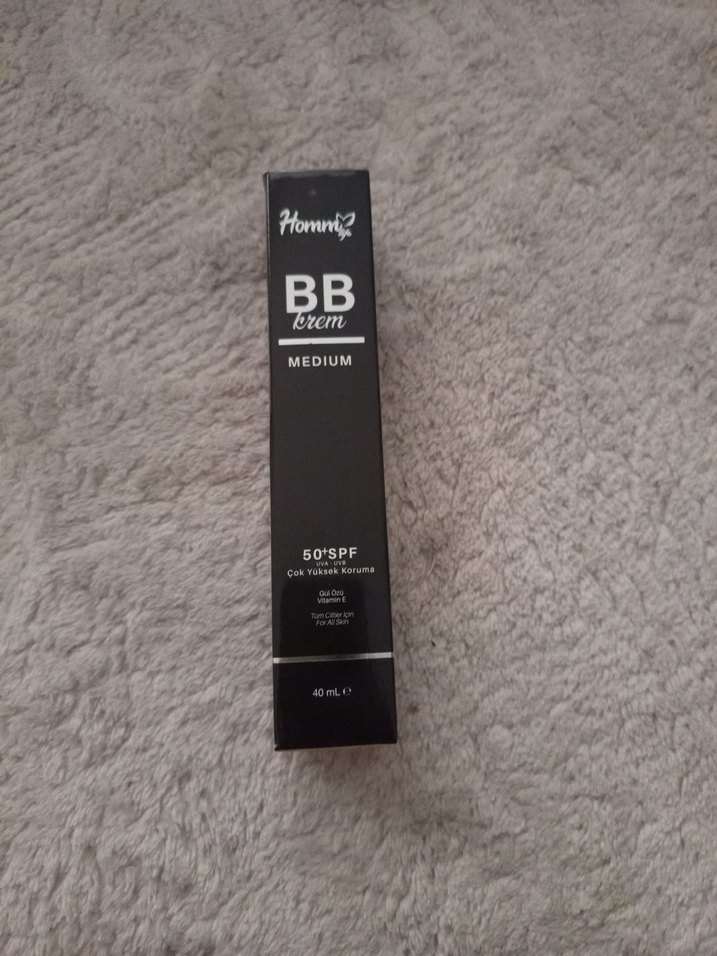 Homm
life
BB
krem
MEDIUM
50+SPF
UVA - UVB
Çok Yüksek Koruma
Gül Özü
Vitamin E
Tüm Ciltler İçin
For All Skin
40 mL ℮